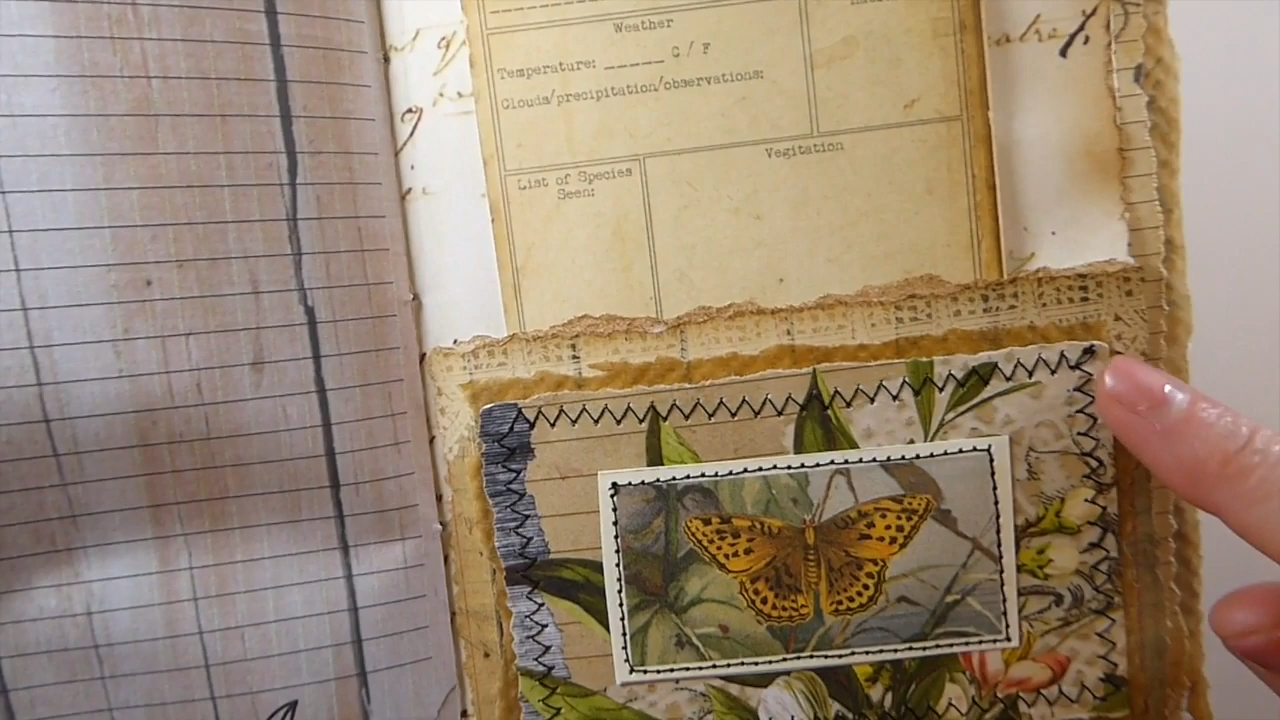 Weather
Temperature: _____ C / F
Clouds/precipitation/observations:
Vegitation
List of Species
Seen: